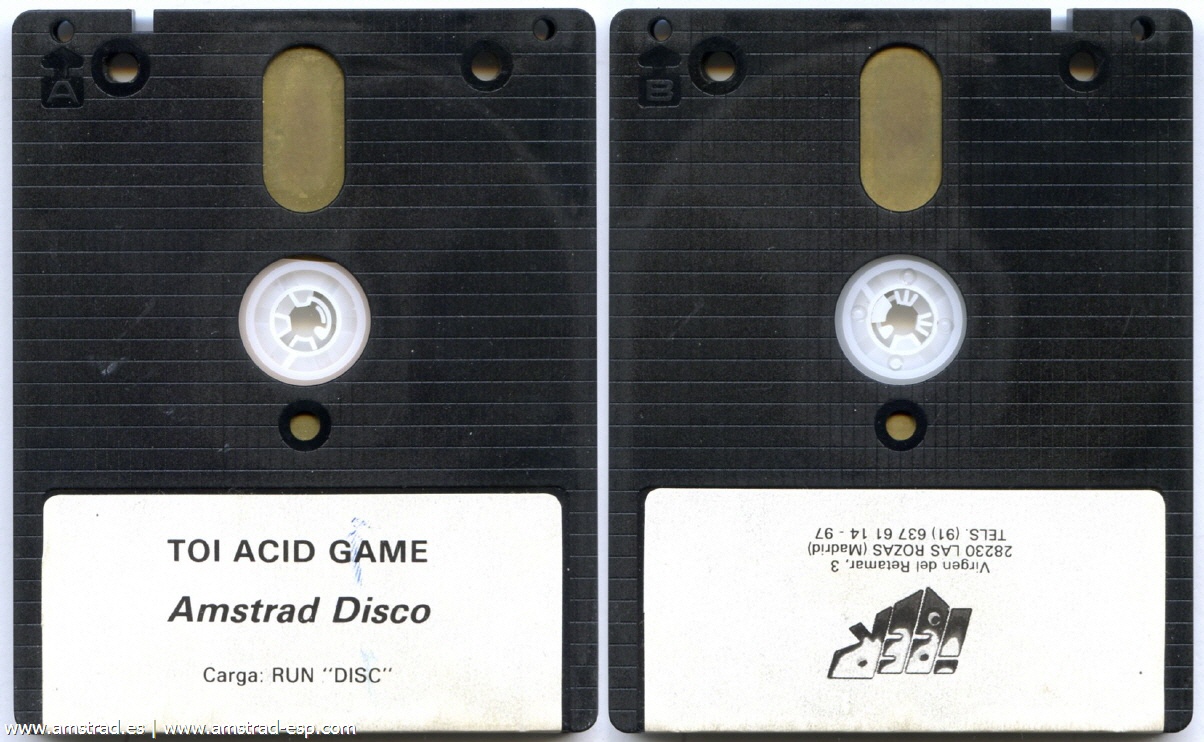 A
TOI ACID GAME
Amstrad Disco
Carga: RUN "DISC"
B
Virgen del Retamar, 3
28230 LAS ROZAS (Madrid)
TELS. (91) 637 61 14 - 97
www.amstrad.es | www.amstrad-esp.com